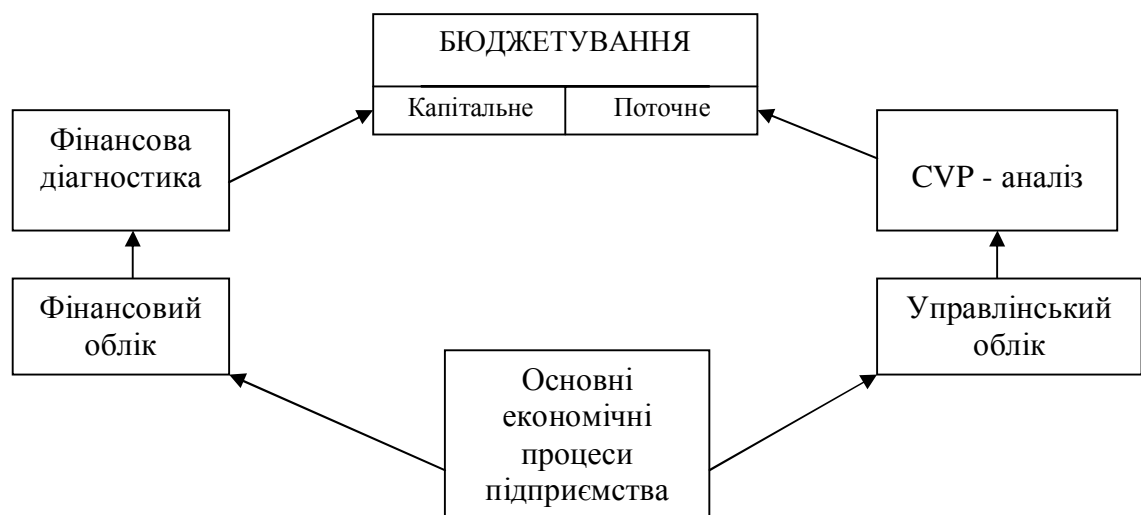 БЮДЖЕТУВАННЯ
Капітальне
Поточне
Фінансова
діагностика
CVP - аналіз
Фінансовий
облік
Управлінський
облік
Основні
економічні
процеси
підприємства